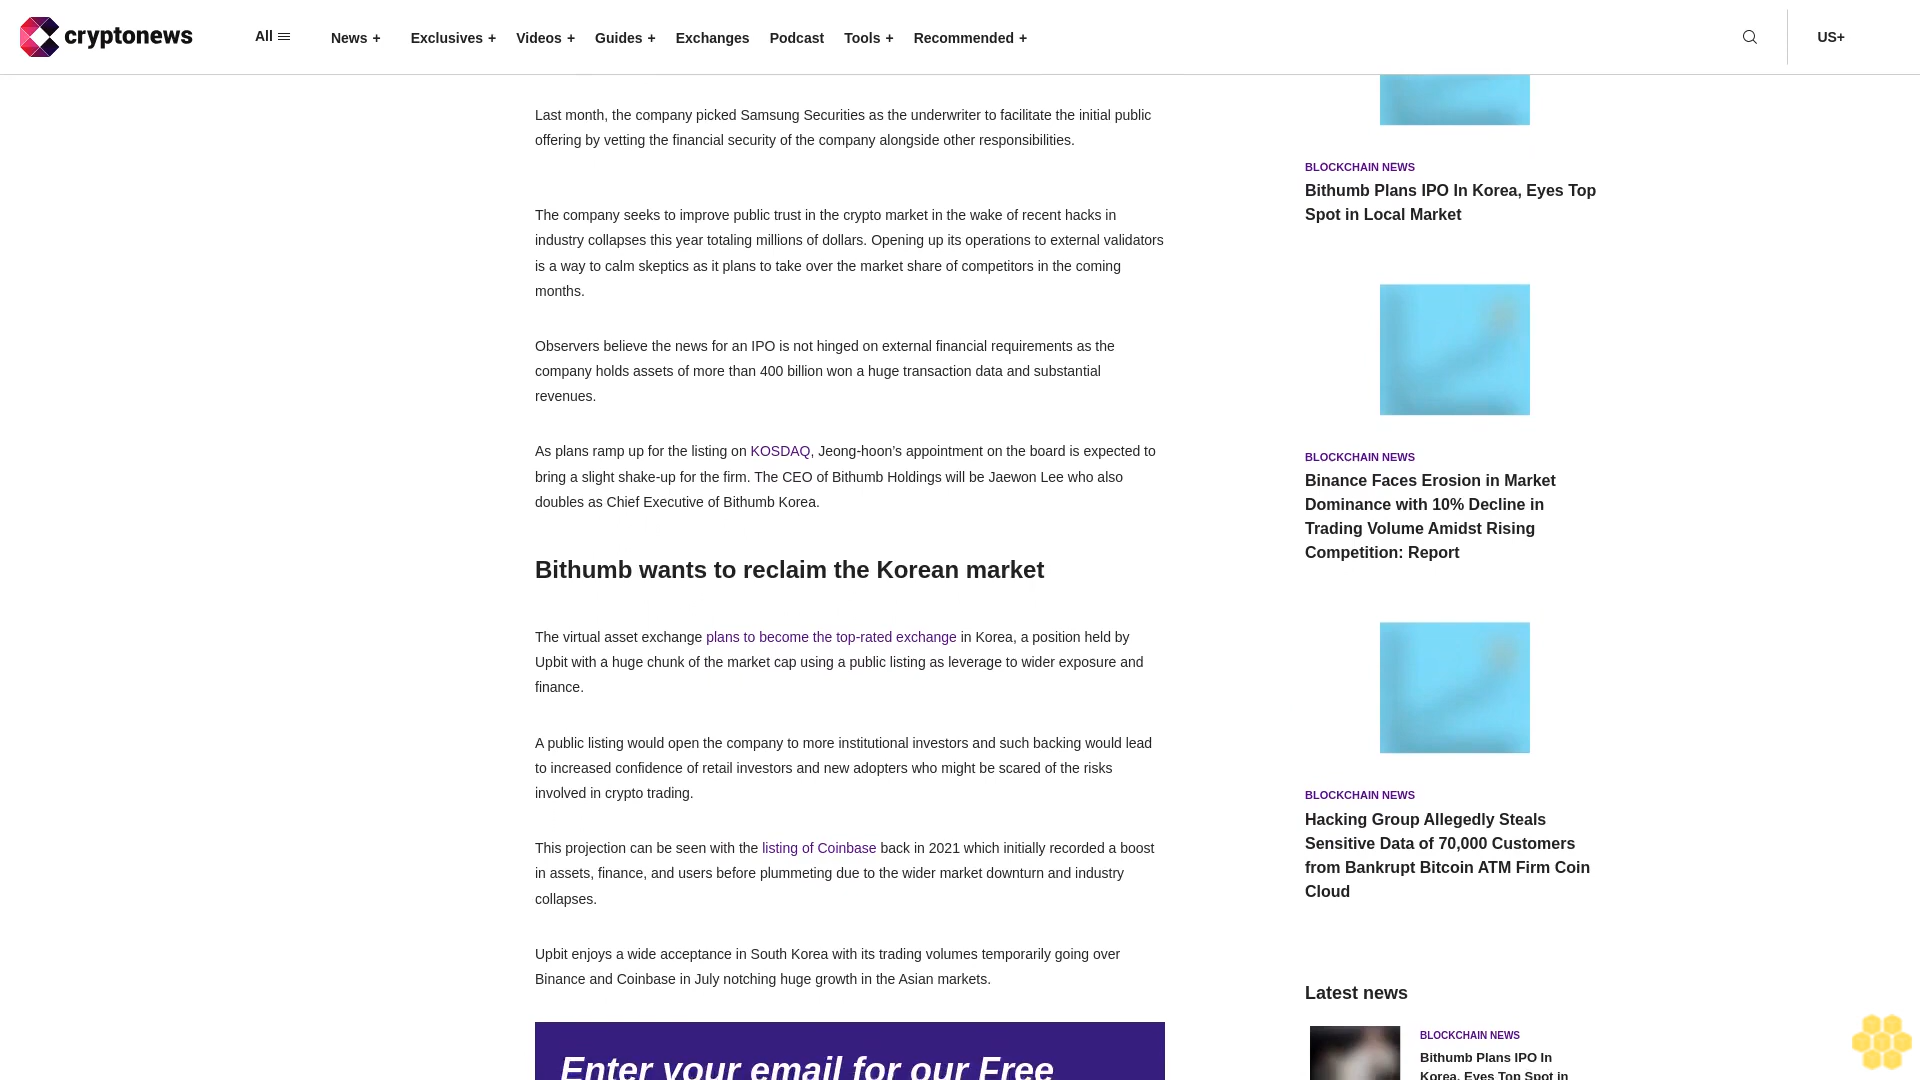 cryptonews
All
News +
Exclusives +
Videos +
Guides +
Exchanges
Podcast
Tools +
Recommended +
US+
Last month, the company picked Samsung Securities as the underwriter to facilitate the initial public
offering by vetting the financial security of the company alongside other responsibilities.
The company seeks to improve public trust in the crypto market in the wake of recent hacks in
industry collapses this year totaling millions of dollars. Opening up its operations to external validators
is a way to calm skeptics as it plans to take over the market share of competitors in the coming
months.
Observers believe the news for an IPO is not hinged on external financial requirements as the
company holds assets of more than 400 billion won a huge transaction data and substantial
revenues.
As plans ramp up for the listing on KOSDAQ, Jeong-hoon’s appointment on the board is expected to
bring a slight shake-up for the firm. The CEO of Bithumb Holdings will be Jaewon Lee who also
doubles as Chief Executive of Bithumb Korea.
Bithumb wants to reclaim the Korean market
The virtual asset exchange plans to become the top-rated exchange in Korea, a position held by
Upbit with a huge chunk of the market cap using a public listing as leverage to wider exposure and
finance.
A public listing would open the company to more institutional investors and such backing would lead
to increased confidence of retail investors and new adopters who might be scared of the risks
involved in crypto trading.
This projection can be seen with the listing of Coinbase back in 2021 which initially recorded a boost
in assets, finance, and users before plummeting due to the wider market downturn and industry
collapses.
Upbit enjoys a wide acceptance in South Korea with its trading volumes temporarily going over
Binance and Coinbase in July notching huge growth in the Asian markets.
Enter your email for our Free
BLOCKCHAIN NEWS
Bithumb Plans IPO In Korea, Eyes Top
Spot in Local Market
BLOCKCHAIN NEWS
Binance Faces Erosion in Market
Dominance with 10% Decline in
Trading Volume Amidst Rising
Competition: Report
BLOCKCHAIN NEWS
Hacking Group Allegedly Steals
Sensitive Data of 70,000 Customers
from Bankrupt Bitcoin ATM Firm Coin
Cloud
Latest news
BLOCKCHAIN NEWS
Bithumb Plans IPO In
Korea, Eyes Top Spot in